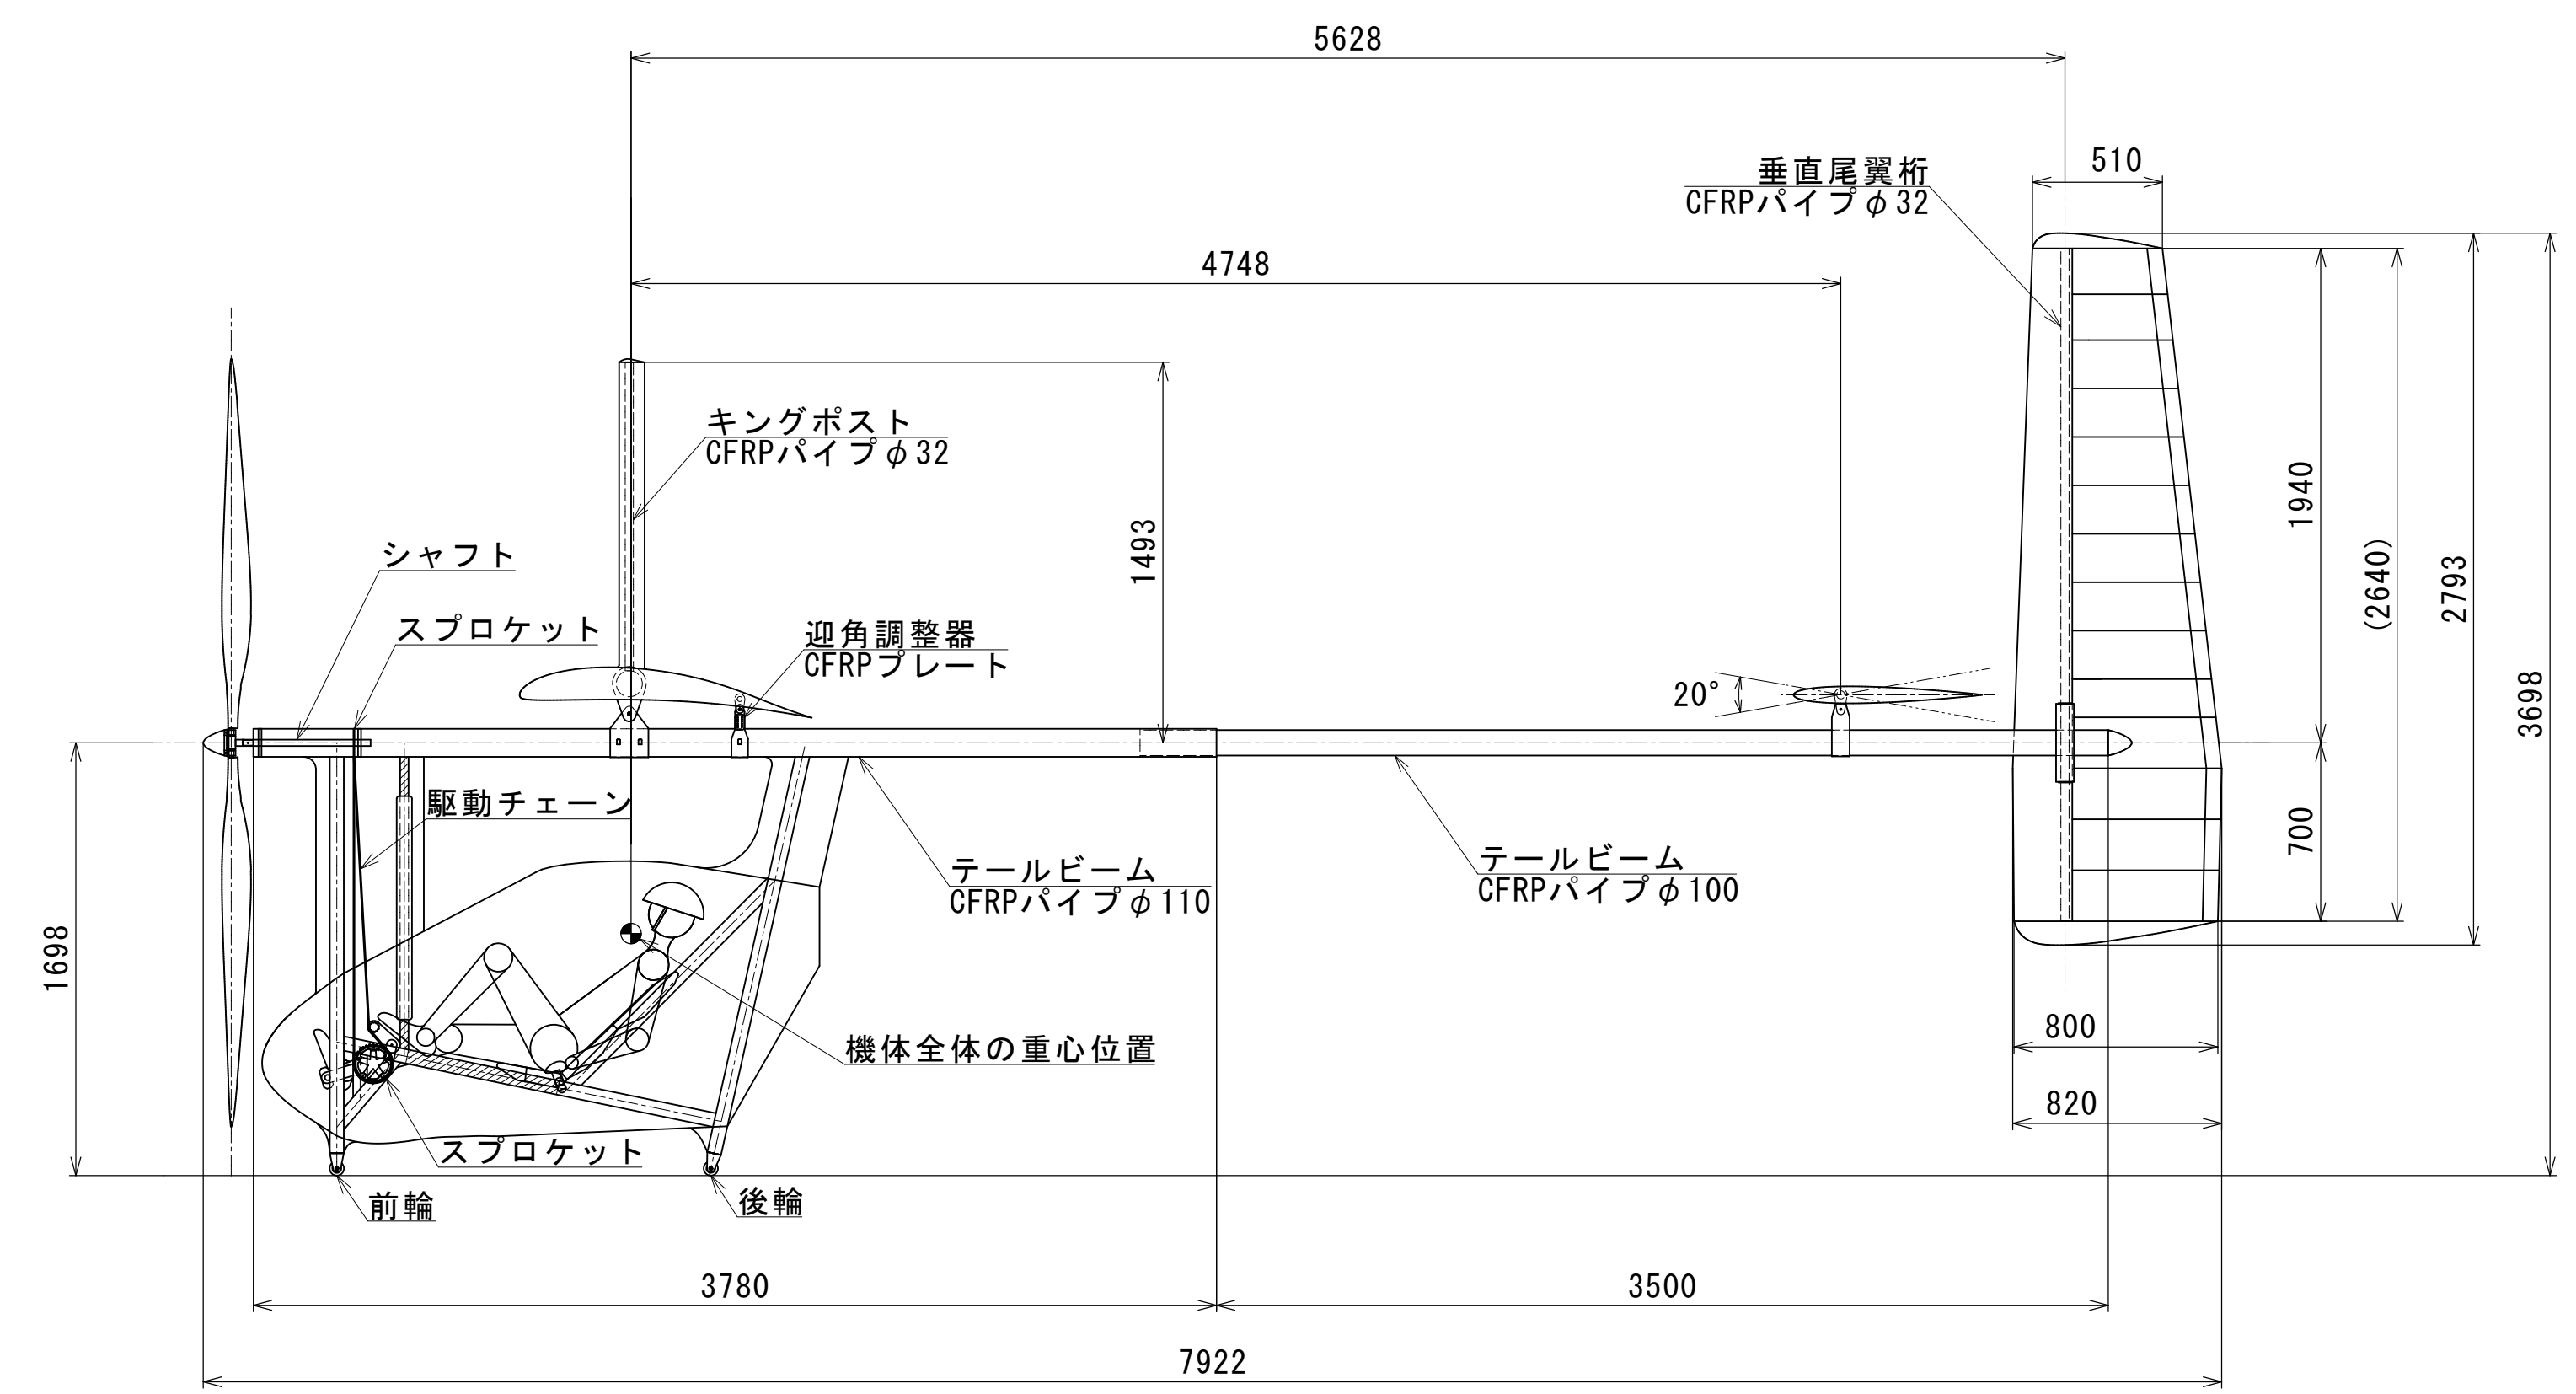 5628
510
垂直尾翼桁
CFRPパイプφ32
4748
キングポスト
CFRPパイプφ32
1493
1940
(2640)
2793
3698
シャフト
スプロケット
迎角調整器
CFRPプレート
20°
駆動チェーン
テールビーム
CFRPパイプφ110
テールビーム
CFRPパイプφ100
700
1698
機体全体の重心位置
800
820
スプロケット
前輪
後輪
3780
3500
7922